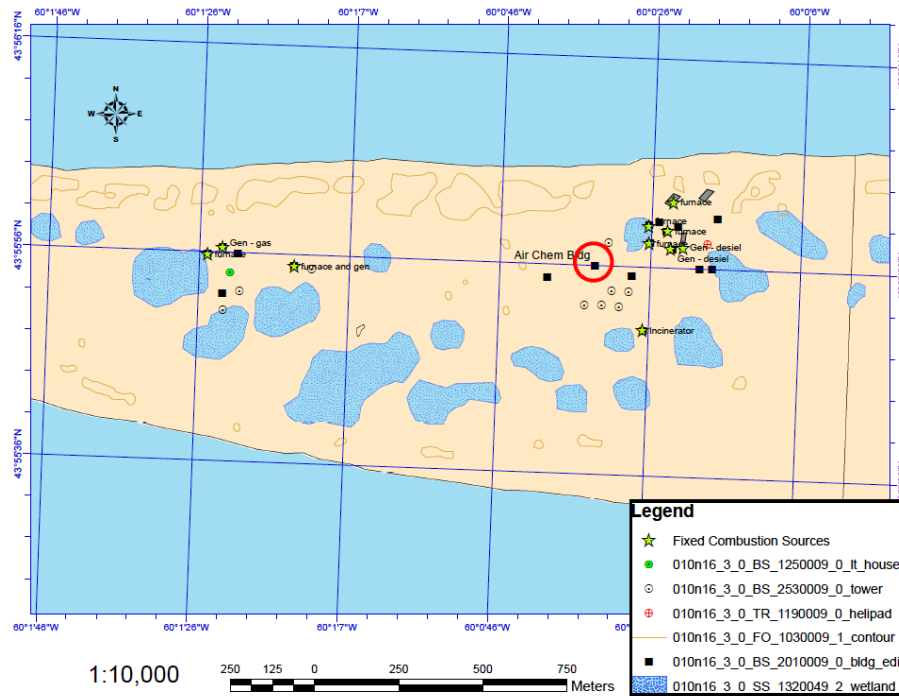 60°1'46"W 60°1'26"W 60°1'7"W 60°0'46"W 60°0'26"W 60°0'6"W
43°56'16"N
N
W E
S
furnace
Gen - gas
furnace
furnace
43°55'56"N
furnace
furnace
Gen - desiel
Air Chem Bldg
Gen - desiel
furnace and gen
Incinerator
43°55'36"N
Legend
Fixed Combustion Sources
010n16_3_0_BS_1250009_0_lt_house
010n16_3_0_BS_2530009_0_tower
60°1'46"W 60°1'26"W 60°1'7"W 60°0'46"W
010n16_3_0_TR_1190009_0_helipad
010n16_3_0_FO_1030009_1_contour
1:10,000
250 125 0 250 500 750
Meters
010n16_3_0_BS_2010009_0_bldg_edi
010n16_3_0_SS_1320049_2_wetland